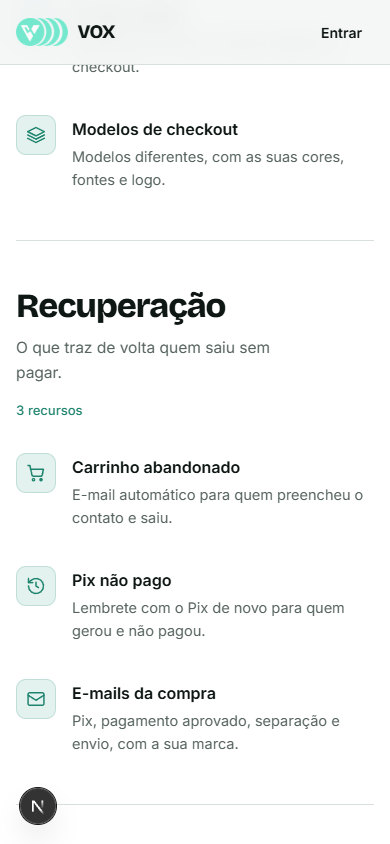 VOX
Entrar
checkout.
Modelos de checkout
Modelos diferentes, com as suas cores,
fontes e logo.
Recuperação
O que traz de volta quem saiu sem
pagar.
3 recursos
Carrinho abandonado
E-mail automático para quem preencheu o
contato e saiu.
Pix não pago
Lembrete com o Pix de novo para quem
gerou e não pagou.
E-mails da compra
Pix, pagamento aprovado, separação e
envio, com a sua marca.
N